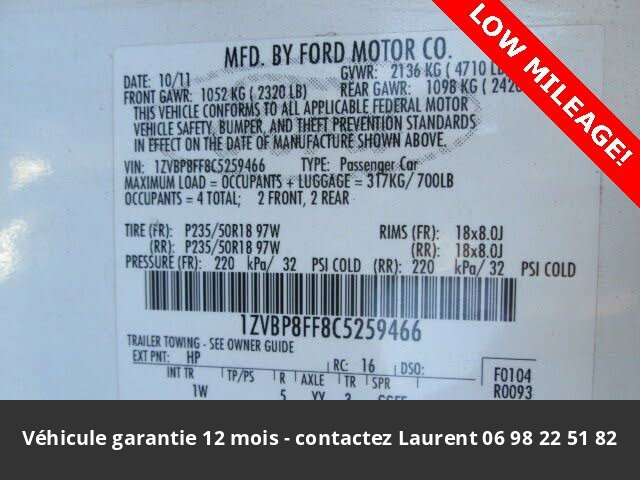 LOW MILEAGE!
MFD. BY FORD MOTOR CO.
DATE: 10/11
GVWR: 2136 KG ( 4710 LB
FRONT GAWR: 1052 KG ( 2320 LB)
REAR GAWR: 1098 KG ( 2420
THIS VEHICLE CONFORMS TO ALL APPLICABLE FEDERAL MOTOR
VEHICLE SAFETY, BUMPER, AND THEFT PREVENTION STANDARDS
IN EFFECT ON THE DATE OF MANUFACTURE SHOWN ABOVE.
VIN: 1ZVBP8FF8C5259466 TYPE: Passenger Car
MAXIMUM LOAD = OCCUPANTS + LUGGAGE = 317KG/ 700LB
OCCUPANTS = 4 TOTAL; 2 FRONT, 2 REAR
TIRE (FR): P235/50R18 97W RIMS (FR): 18x8.0J
(RR): P235/50R18 97W (RR): 18x8.0J
PRESSURE (FR): 220 kPa/ 32 PSI COLD (RR): 220 kPa/ 32 PSI COLD
1ZVBP8FF8C5259466
TRAILER TOWING - SEE OWNER GUIDE
EXT PNT: HP RC: 16 DSO:
INT TR TP/PS R AXLE TR SPR F0104
1W 5 R0093
Véhicule garantie 12 mois - contactez Laurent 06 98 22 51 82